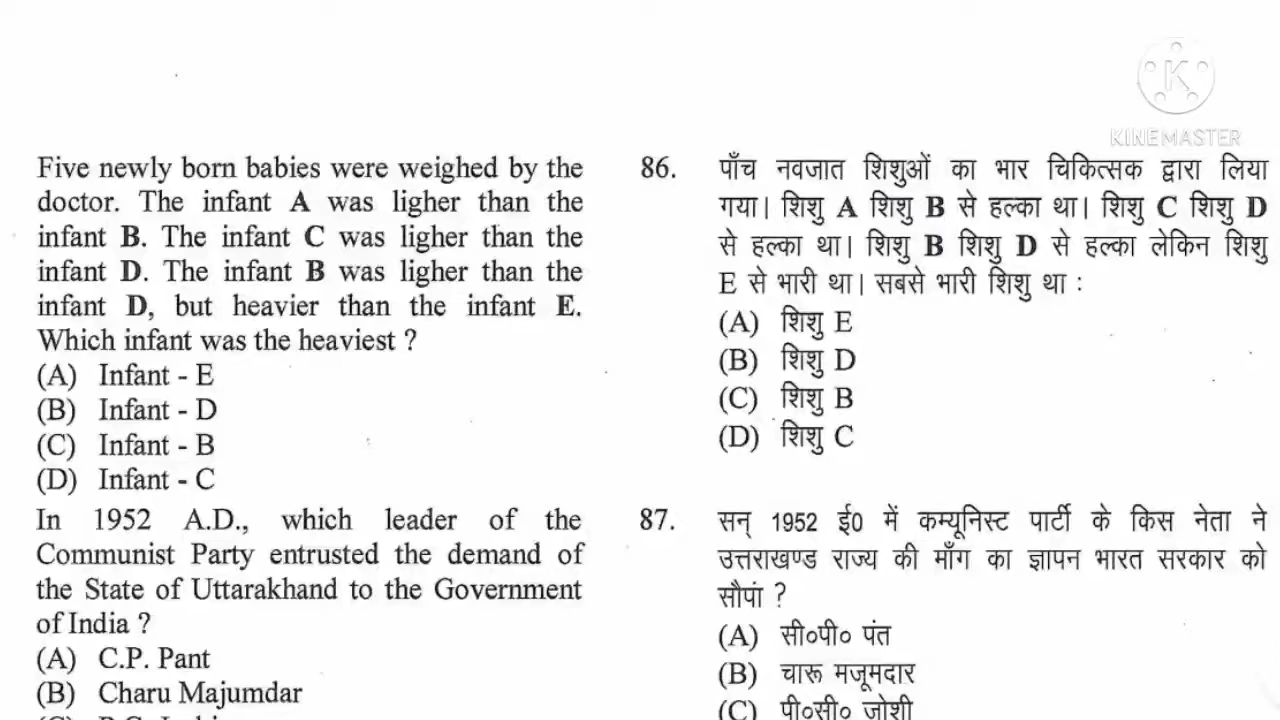 KINEMASTER
Five newly born babies were weighed by the
doctor. The infant A was ligher than the
infant B. The infant C was ligher than the
infant D. The infant B was ligher than the
infant D, but heavier than the infant E.
Which infant was the heaviest ?
(A) Infant - E
(B) Infant - D
(C) Infant - B
(D) Infant - C
In 1952 A.D., which leader of the
Communist Party entrusted the demand of
the State of Uttarakhand to the Government
of India ?
(A) C.P. Pant
(B) Charu Majumdar
86. पाँच नवजात शिशुओं का भार चिकित्सक द्वारा लिया
गया। शिशु A शिशु B से हल्का था। शिशु C शिशु D
से हल्का था। शिशु B शिशु D से हल्का लेकिन शिशु
E से भारी था। सबसे भारी शिशु था :
(A) शिशु E
(B) शिशु D
(C) शिशु B
(D) शिशु C
87. सन् 1952 ई0 में कम्यूनिस्ट पार्टी के किस नेता ने
उत्तराखण्ड राज्य की माँग का ज्ञापन भारत सरकार को
सौपां ?
(A) सी०पी० पंत
(B) चारू मजूमदार
(C) पी०सी० जोशी